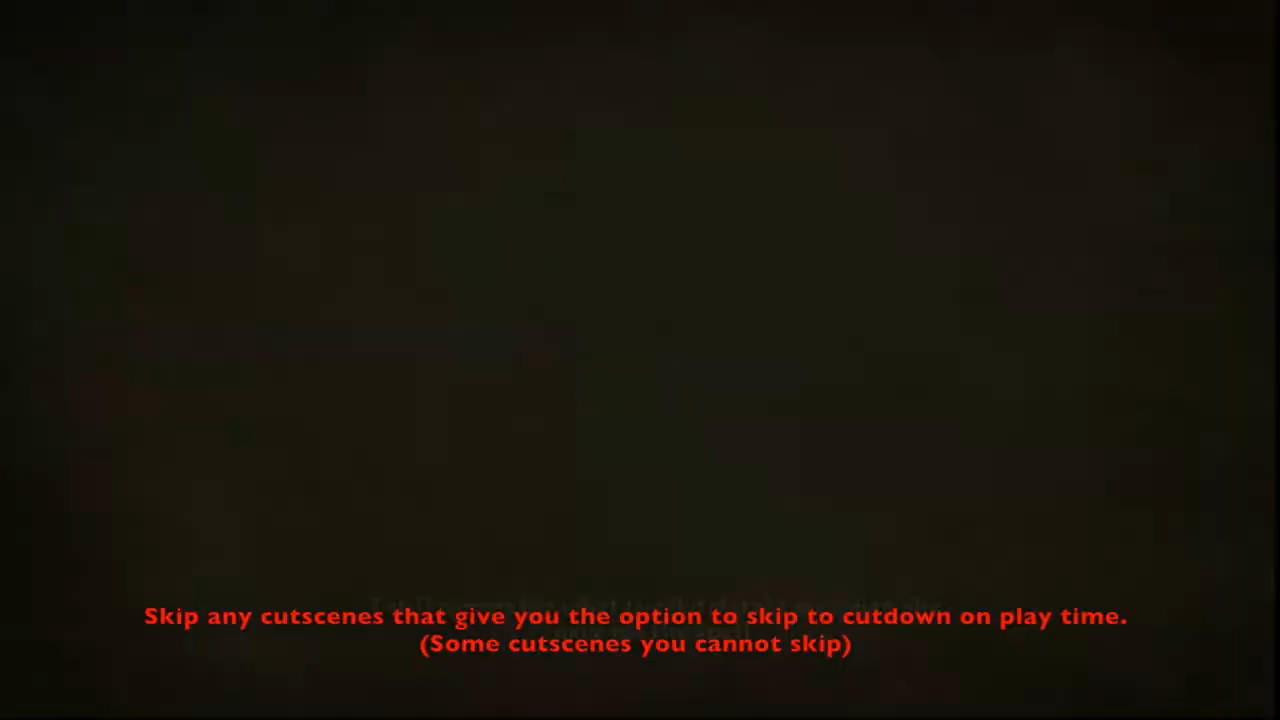 Skip any cutscenes that give you the option to skip to cutdown on play time.
(Some cutscenes you cannot skip)